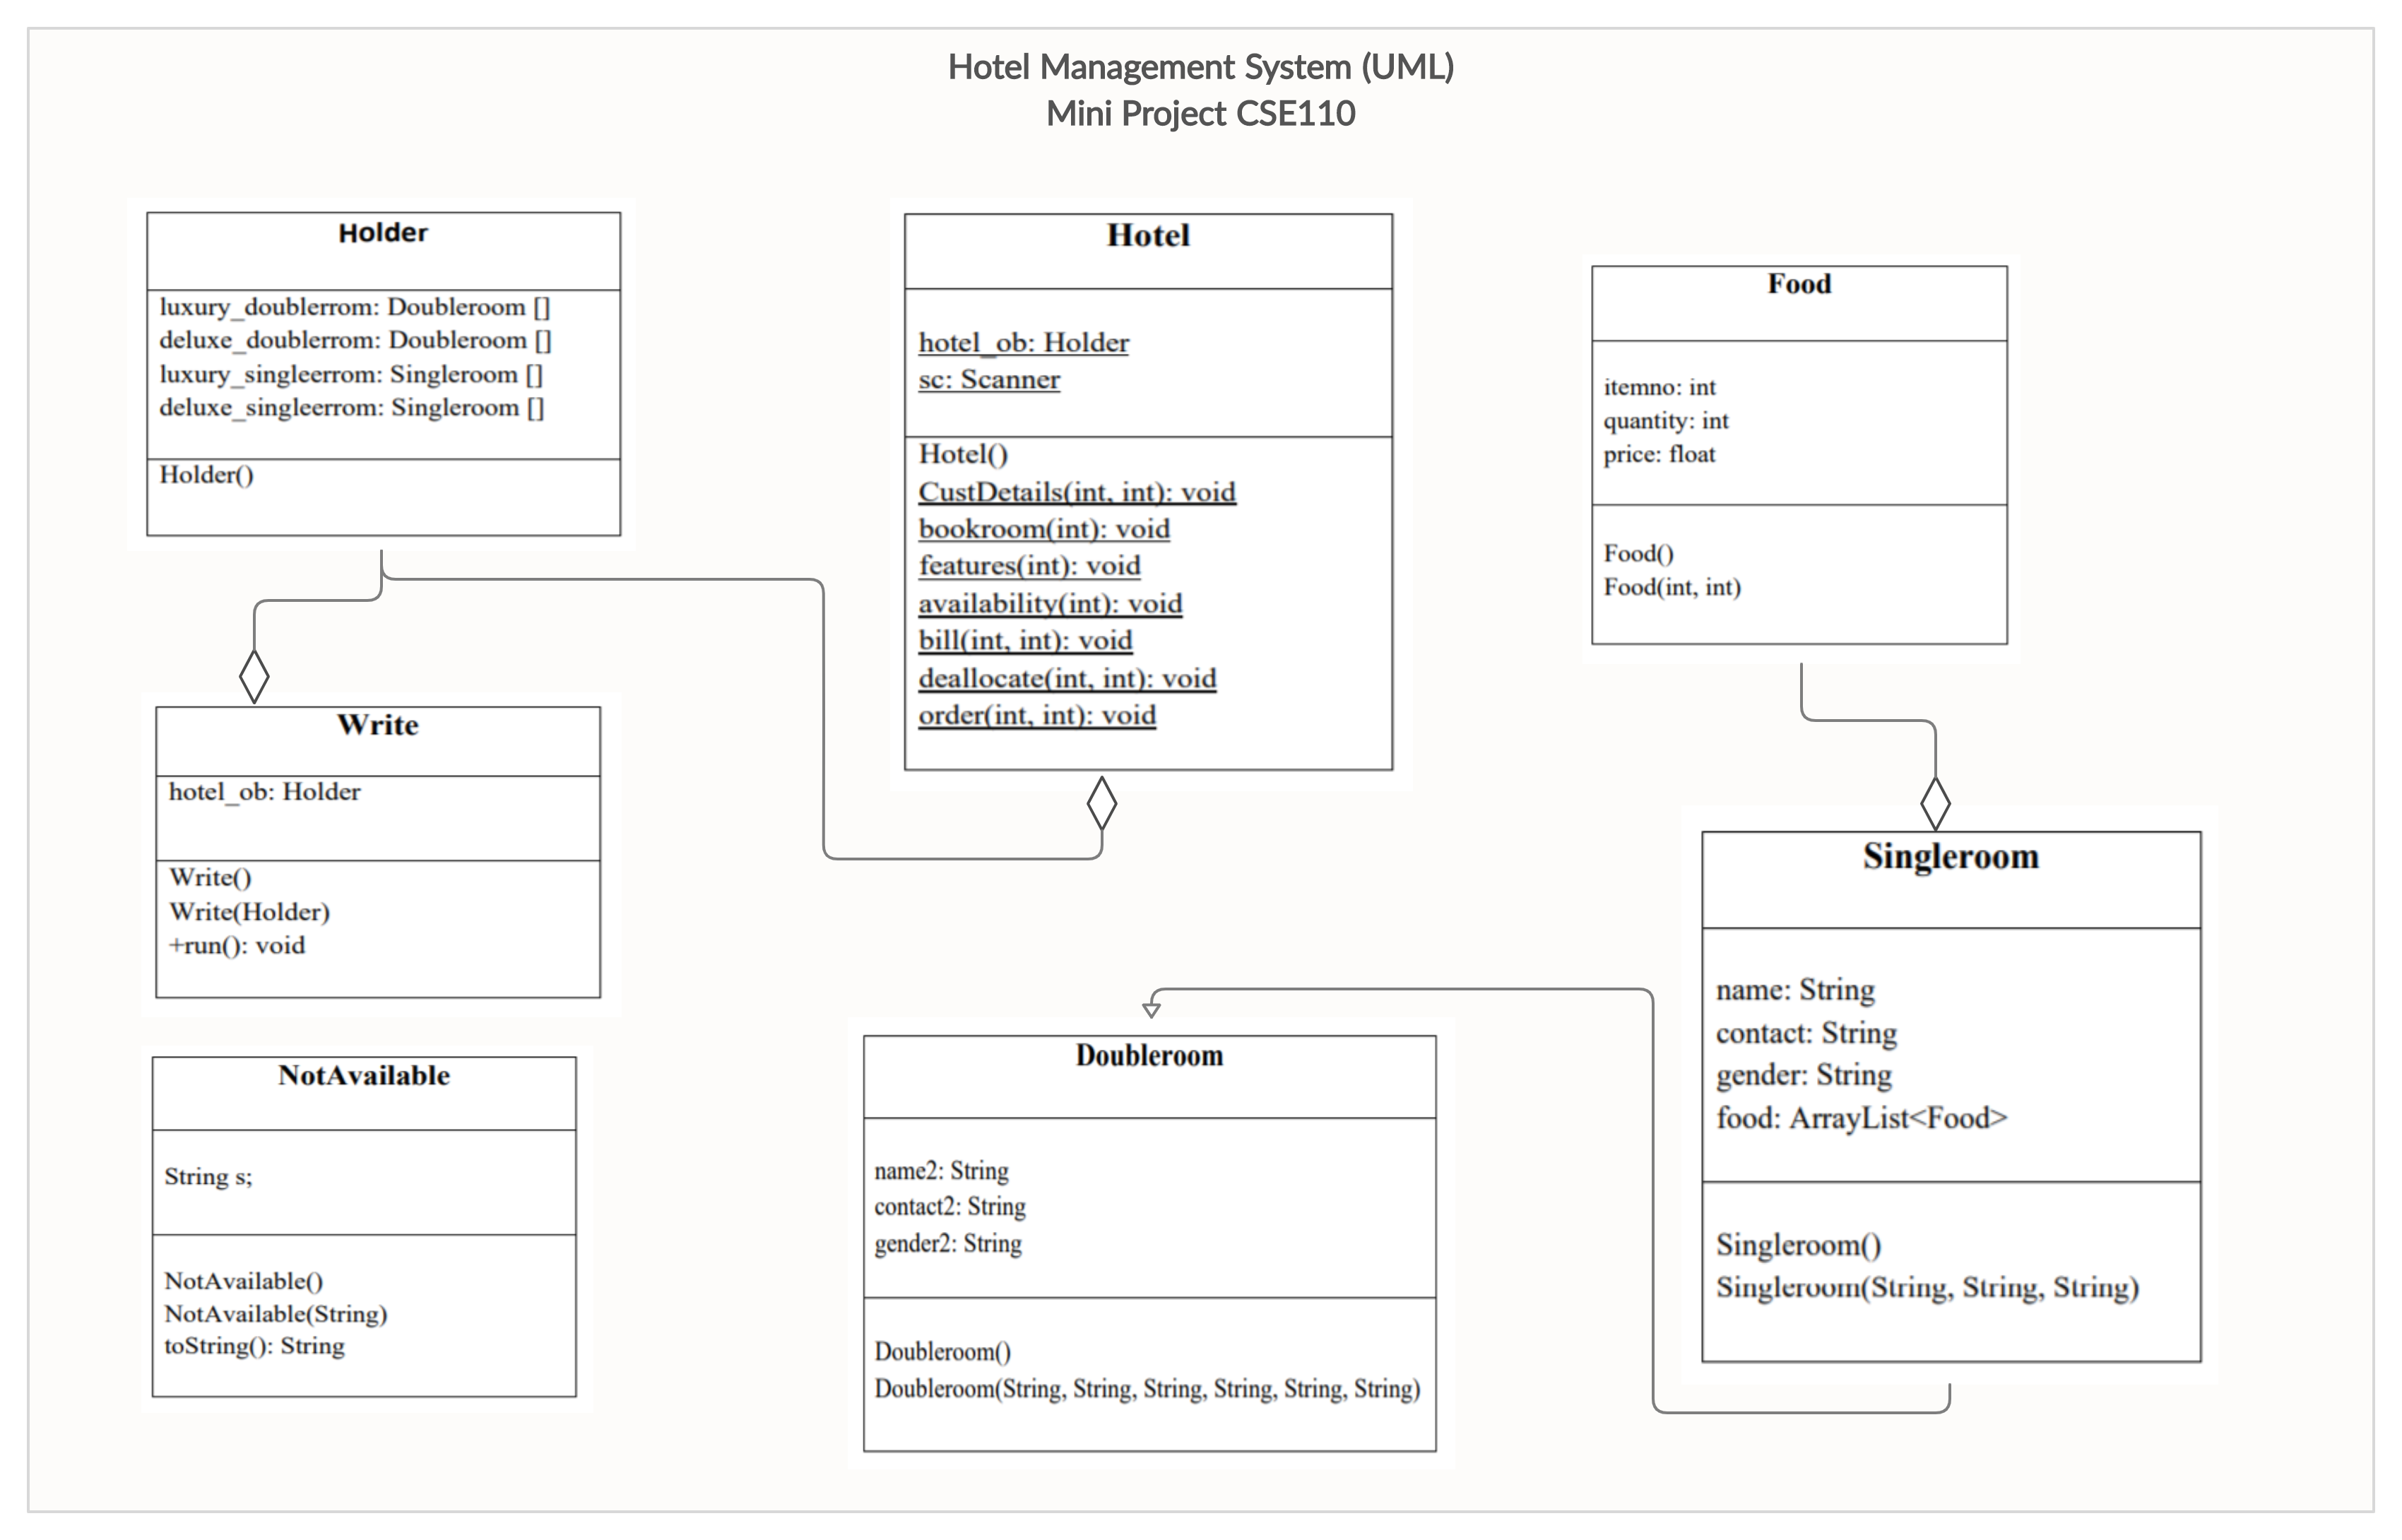 Hotel Management System (UML)
Mini Project CSE110
Holder
luxury_doublerrom: Doubleroom []
deluxe_doublerrom: Doubleroom []
luxury_singleerrom: Singleroom []
deluxe_singleerrom: Singleroom []
Holder()
Hotel
hotel_ob: Holder
sc: Scanner
Hotel()
CustDetails(int, int): void
bookroom(int): void
features(int): void
availability(int): void
bill(int, int): void
deallocate(int, int): void
order(int, int): void
Food
itemno: int
quantity: int
price: float
Food()
Food(int, int)
Write
hotel_ob: Holder
Write()
Write(Holder)
+run(): void
Singleroom
name: String
contact: String
gender: String
food: ArrayList<Food>
Singleroom()
Singleroom(String, String, String)
NotAvailable
String s;
NotAvailable()
NotAvailable(String)
toString(): String
Doubleroom
name2: String
contact2: String
gender2: String
Doubleroom()
Doubleroom(String, String, String, String, String, String)